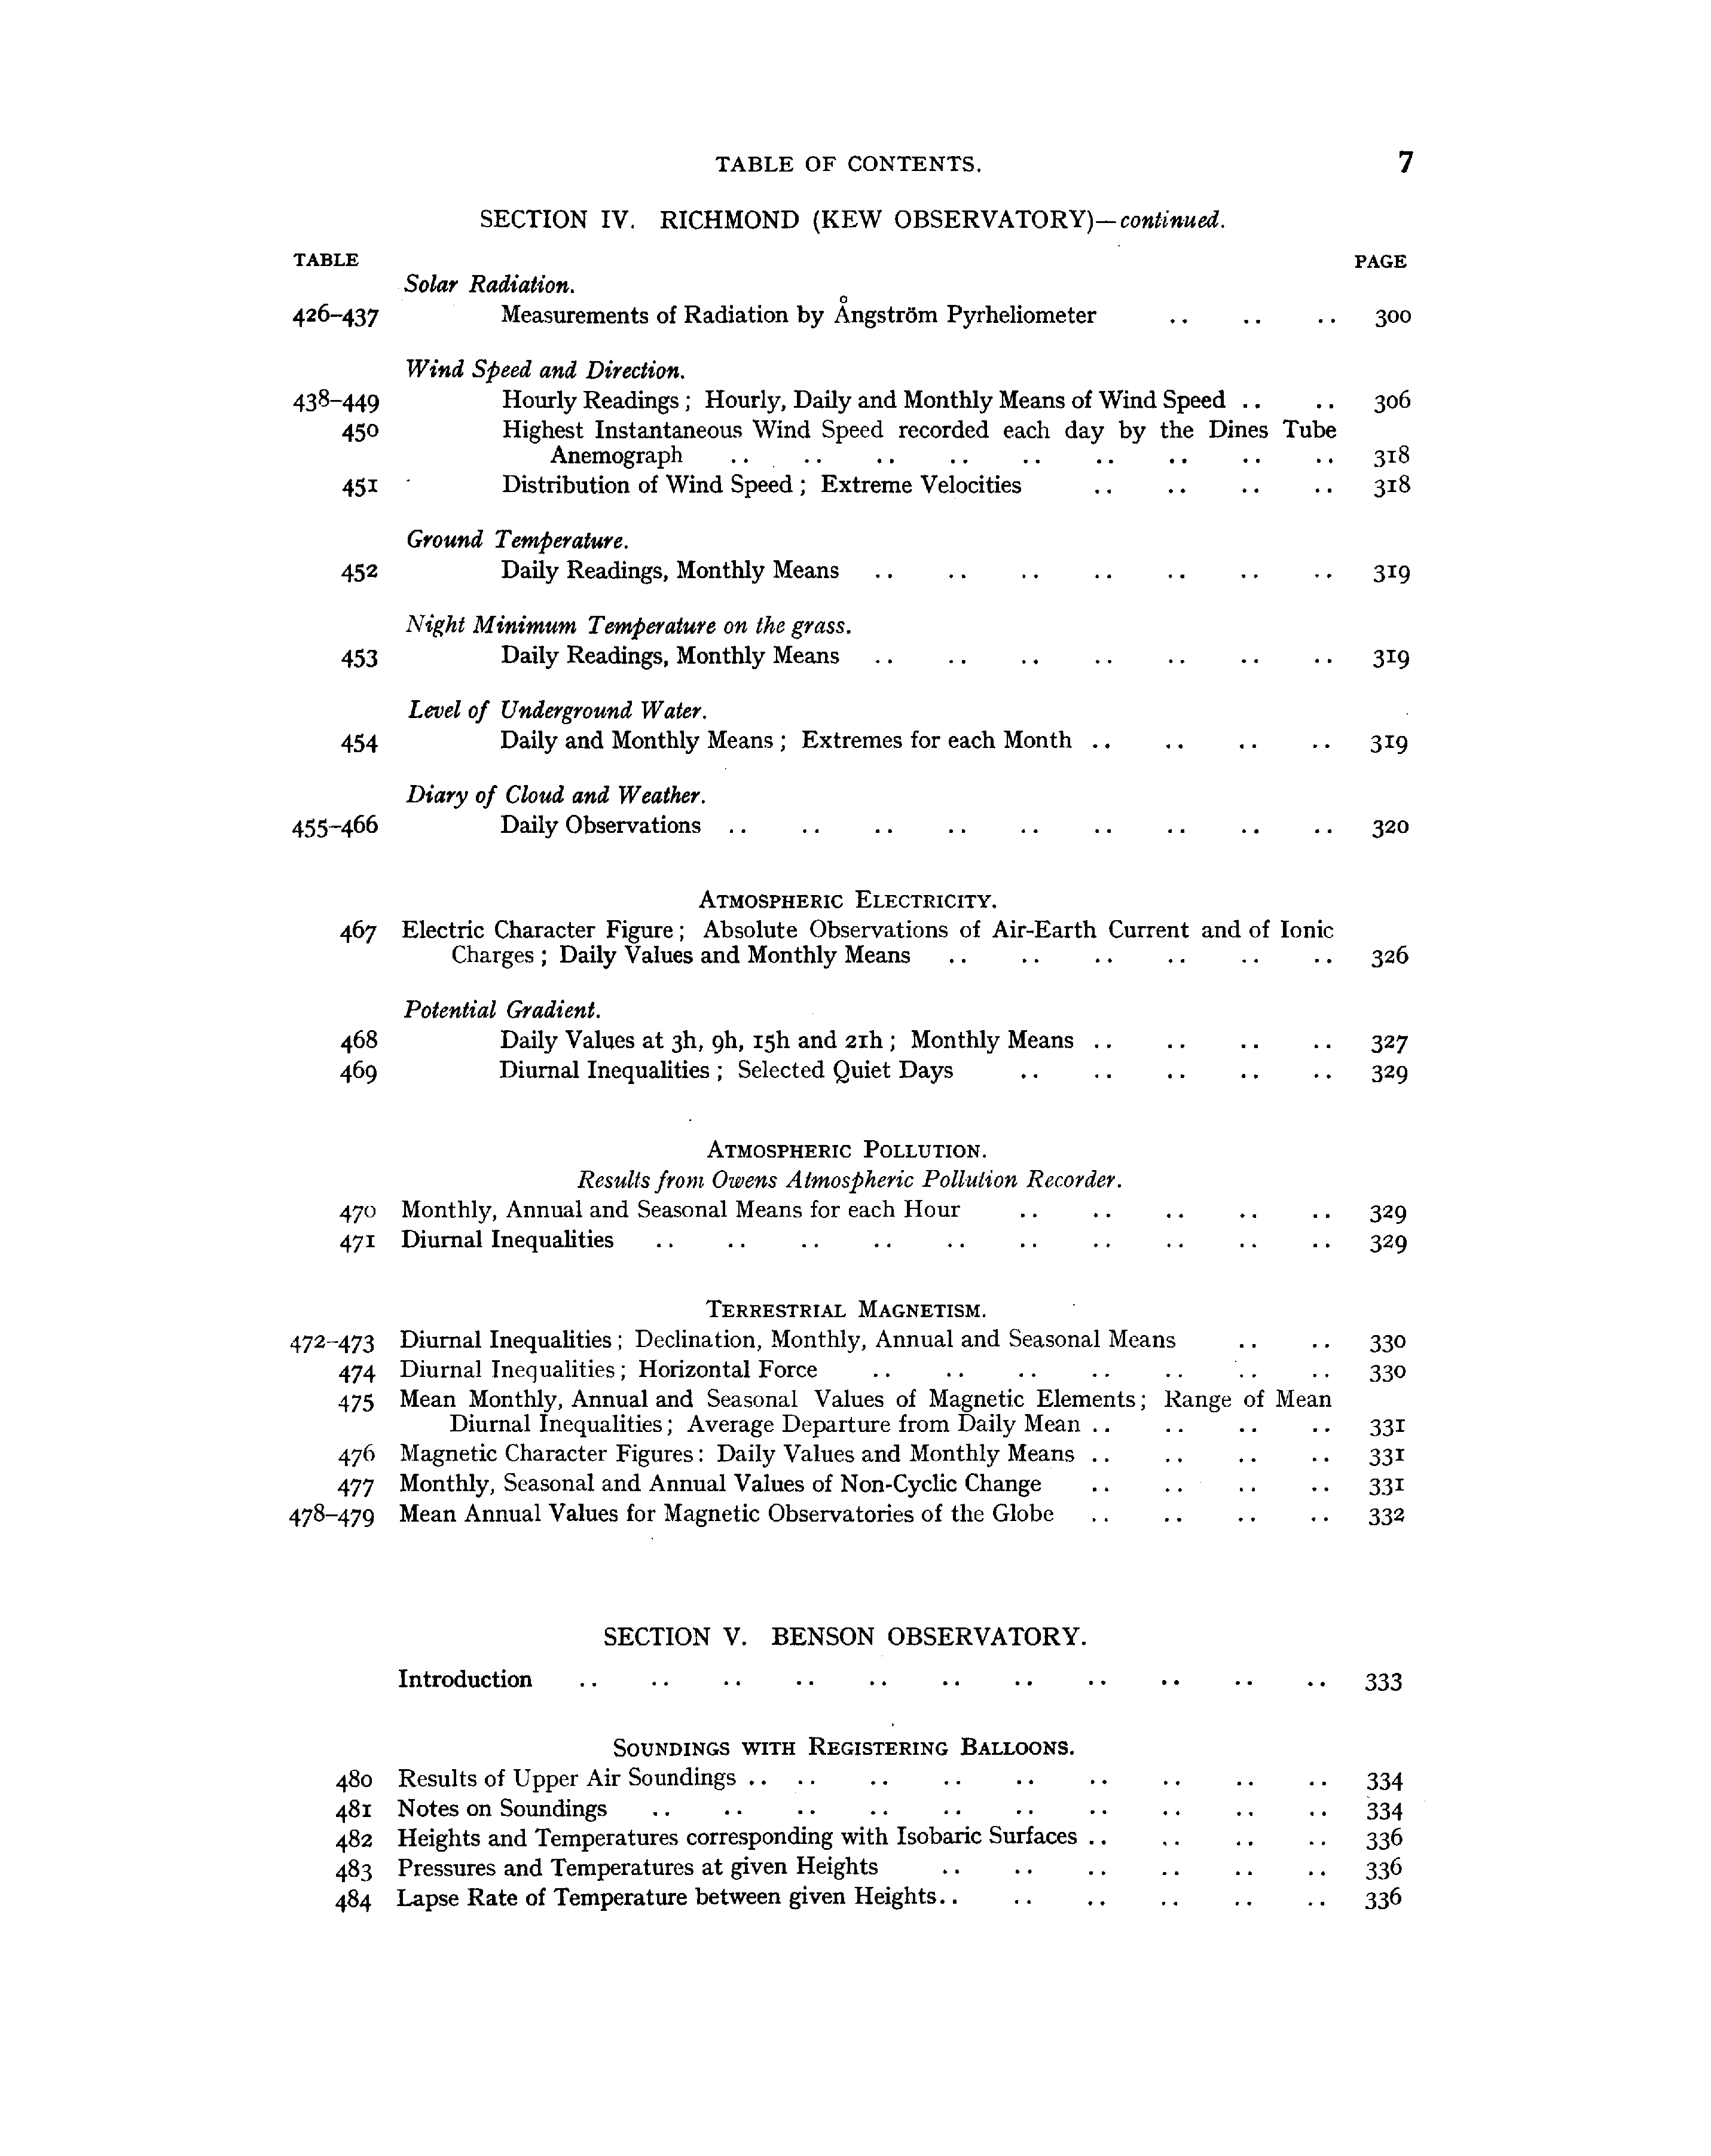 TABLE OF CONTENTS. 7
SECTION IV. RICHMOND (KEW OBSERVATORY)—continued.
TABLE PAGE
Solar Radiation.
426–437 Measurements of Radiation by Ångström Pyrheliometer .. .. .. 300
Wind Speed and Direction.
438–449 Hourly Readings; Hourly, Daily and Monthly Means of Wind Speed .. .. 306
450 Highest Instantaneous Wind Speed recorded each day by the Dines Tube
Anemograph .. .. .. .. .. .. .. .. .. 318
451 Distribution of Wind Speed; Extreme Velocities .. .. .. .. 318
Ground Temperature.
452 Daily Readings, Monthly Means .. .. .. .. .. .. .. 319
Night Minimum Temperature on the grass.
453 Daily Readings, Monthly Means .. .. .. .. .. .. .. 319
Level of Underground Water.
454 Daily and Monthly Means; Extremes for each Month .. .. .. .. 319
Diary of Cloud and Weather.
455–466 Daily Observations .. .. .. .. .. .. .. .. .. 320
ATMOSPHERIC ELECTRICITY.
467 Electric Character Figure; Absolute Observations of Air-Earth Current and of Ionic
Charges; Daily Values and Monthly Means .. .. .. .. .. .. 326
Potential Gradient.
468 Daily Values at 3h, 9h, 15h and 21h; Monthly Means .. .. .. .. 327
469 Diurnal Inequalities; Selected Quiet Days .. .. .. .. .. 329
ATMOSPHERIC POLLUTION.
Results from Owens Atmospheric Pollution Recorder.
470 Monthly, Annual and Seasonal Means for each Hour .. .. .. .. .. 329
471 Diurnal Inequalities .. .. .. .. .. .. .. .. .. .. 329
TERRESTRIAL MAGNETISM.
472–473 Diurnal Inequalities; Declination, Monthly, Annual and Seasonal Means .. .. 330
474 Diurnal Inequalities; Horizontal Force .. .. .. .. .. .. .. 330
475 Mean Monthly, Annual and Seasonal Values of Magnetic Elements; Range of Mean
Diurnal Inequalities; Average Departure from Daily Mean .. .. .. .. 331
476 Magnetic Character Figures: Daily Values and Monthly Means .. .. .. .. 331
477 Monthly, Seasonal and Annual Values of Non-Cyclic Change .. .. .. .. 331
478–479 Mean Annual Values for Magnetic Observatories of the Globe .. .. .. .. 332
SECTION V. BENSON OBSERVATORY.
Introduction .. .. .. .. .. .. .. .. .. .. .. 333
SOUNDINGS WITH REGISTERING BALLOONS.
480 Results of Upper Air Soundings .. .. .. .. .. .. .. .. .. 334
481 Notes on Soundings .. .. .. .. .. .. .. .. .. .. 334
482 Heights and Temperatures corresponding with Isobaric Surfaces .. .. .. .. 336
483 Pressures and Temperatures at given Heights .. .. .. .. .. .. 336
484 Lapse Rate of Temperature between given Heights .. .. .. .. .. .. 336